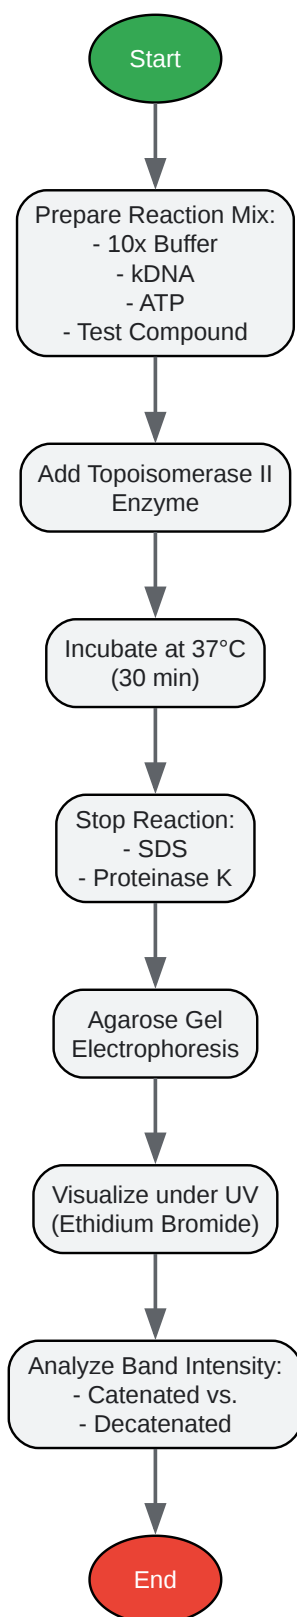 Start
Prepare Reaction Mix:
- 10x Buffer
- kDNA
- ATP
- Test Compound
Add Topoisomerase II
Enzyme
Incubate at 37°C
(30 min)
Stop Reaction:
- SDS
- Proteinase K
Agarose Gel
Electrophoresis
Visualize under UV
(Ethidium Bromide)
Analyze Band Intensity:
- Catenated vs.
- Decatenated
End